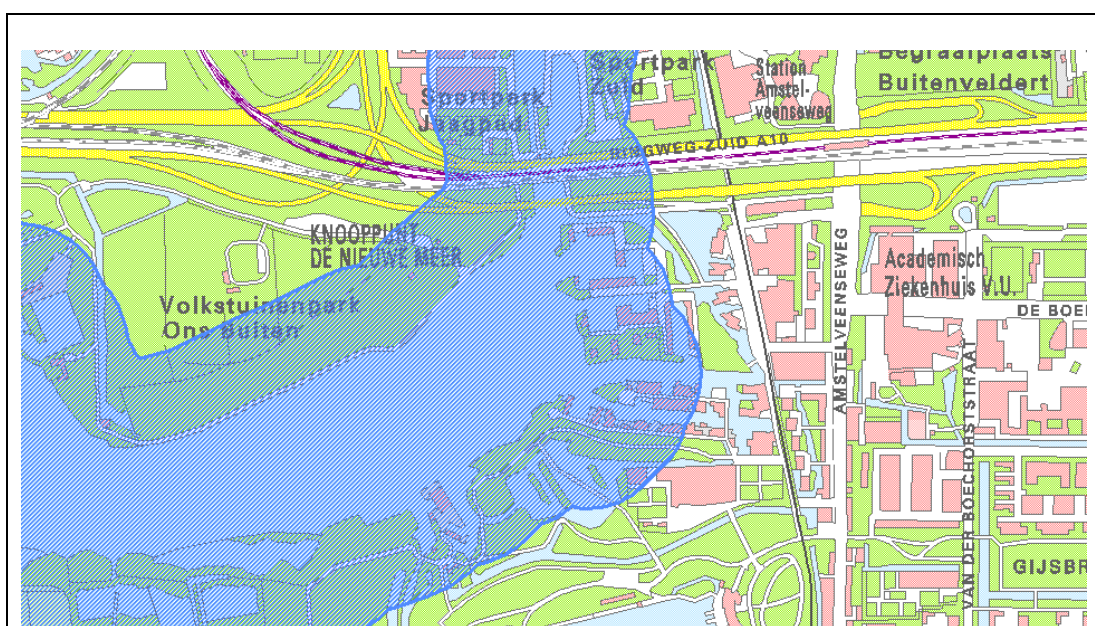 Sportpark
Zuid
Station
Amstel-
veenseweg
Begraafplaats
Buitenveldert
Sportpark
Jaagpad
RINGWEG-ZUID A10
KNOOPPUNT
DE NIEUWE MEER
Volkstuinenpark
Ons Buiten
AMSTELVEENSEWEG
Academisch
Ziekenhuis V.U.
DE BOE
VAN DER BOECHORSTSTRAAT
GIJSBR